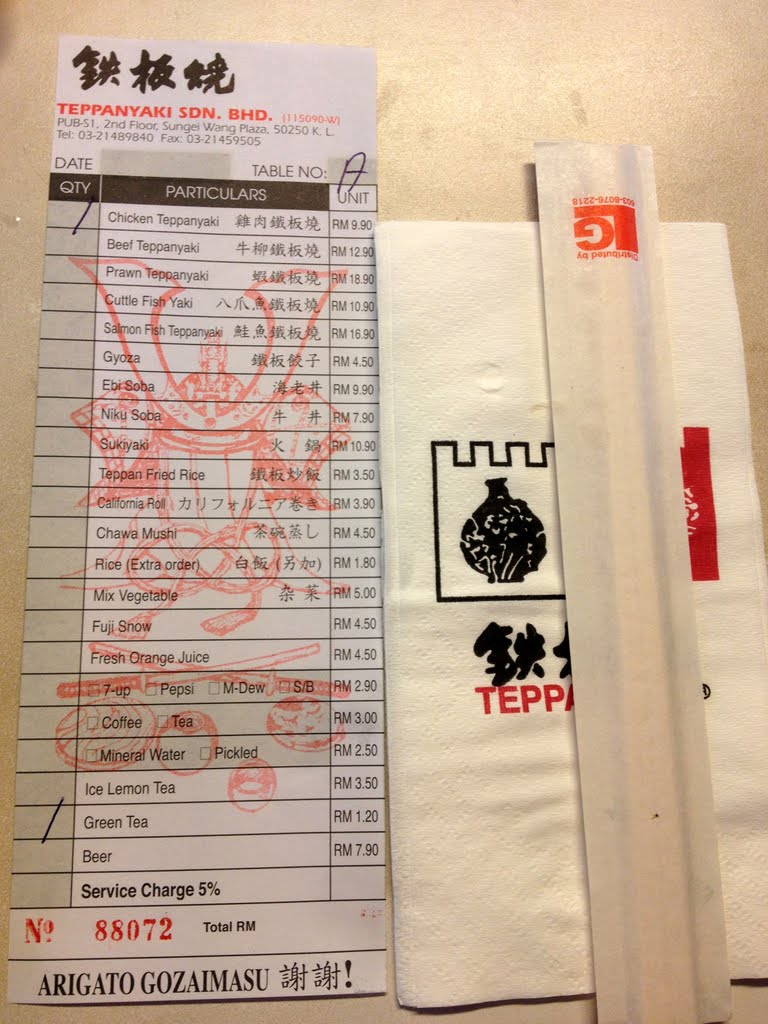 鉄板焼
TEPPANYAKI SDN. BHD. (115090-W)
PUB-S1, 2nd Floor, Sungei Wang Plaza, 50250 K. L.
Tel: 03-21489840 Fax: 03-21459505
DATE TABLE NO: A
QTY PARTICULARS UNIT
/ Chicken Teppanyaki 雞肉鐵板燒 RM 9.90
Beef Teppanyaki 牛柳鐵板燒 RM 12.90
Prawn Teppanyaki 蝦鐵板燒 RM 18.90
Cuttle Fish Yaki 八爪魚鐵板燒 RM 10.90
Salmon Fish Teppanyaki 鮭魚鐵板燒 RM 16.90
Gyoza 鐵板餃子 RM 4.50
Ebi Soba 海老丼 RM 9.90
Niku Soba 牛 丼 RM 7.90
Sukiyaki 火 鍋 RM 10.90
Teppan Fried Rice 鐵板炒飯 RM 3.50
California Roll カリフォルニア巻き RM 3.90
Chawa Mushi 茶碗蒸し RM 4.50
Rice (Extra order) 白飯 (另加) RM 1.80
Mix Vegetable 杂 菜 RM 5.00
Fuji Snow RM 4.50
Fresh Orange Juice RM 4.50
7-up Pepsi M-Dew S/B RM 2.90
Coffee Tea RM 3.00
Mineral Water Pickled RM 2.50
Ice Lemon Tea RM 3.50
/ Green Tea RM 1.20
Beer RM 7.90
Service Charge 5%
Nº 88072 Total RM
ARIGATO GOZAIMASU 謝謝!
Distributed by LG
603-8076-2218
鉄
TEPPA
®